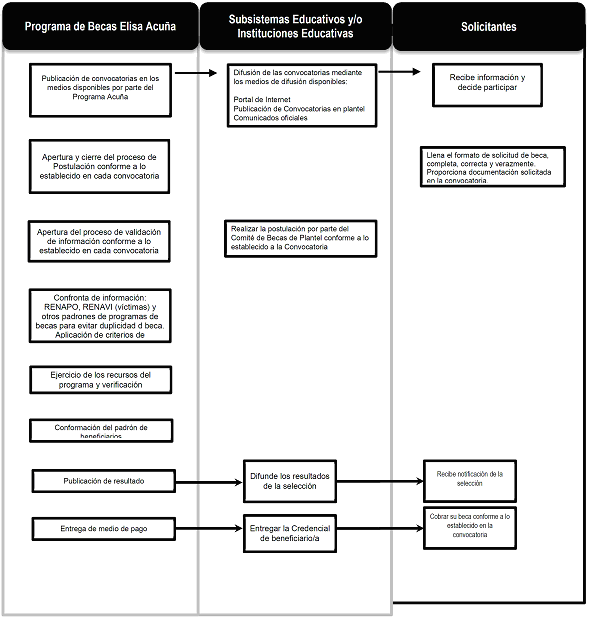 Programa de Becas Elisa Acuña
Subsistemas Educativos y/o
Instituciones Educativas
Solicitantes
Publicación de convocatorias en los
medios disponibles por parte del
Programa Acuña
Difusión de las convocatorias mediante
los medios de difusión disponibles:
Portal de Internet
Publicación de Convocatorias en plantel
Comunicados oficiales
Recibe información y
decide participar
Apertura y cierre del proceso de
Postulación conforme a lo
establecido en cada convocatoria
Llena el formato de solicitud de beca,
completa, correcta y verazmente.
Proporciona documentación solicitada
en la convocatoria.
Apertura del proceso de validación
de información conforme a lo
establecido en cada convocatoria
Realizar la postulación por parte del
Comité de Becas de Plantel conforme a lo
establecido a la Convocatoria
Confronta de información:
RENAPO, RENAVI (víctimas) y
otros padrones de programas de
becas para evitar duplicidad d beca.
Aplicación de criterios de
Ejercicio de los recursos del
programa y verificación
Conformación del padrón de
beneficiarios
Publicación de resultado
Difunde los resultados
de la selección
Recibe notificación de la
selección
Entrega de medio de pago
Entregar la Credencial
de beneficiario/a
Cobrar su beca conforme a lo
establecido en la
convocatoria